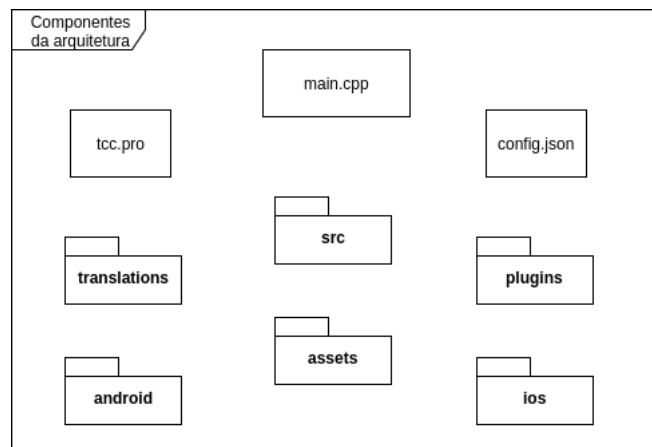 Componentes
da arquitetura
main.cpp
tcc.pro
config.json
src
translations
plugins
assets
android
ios